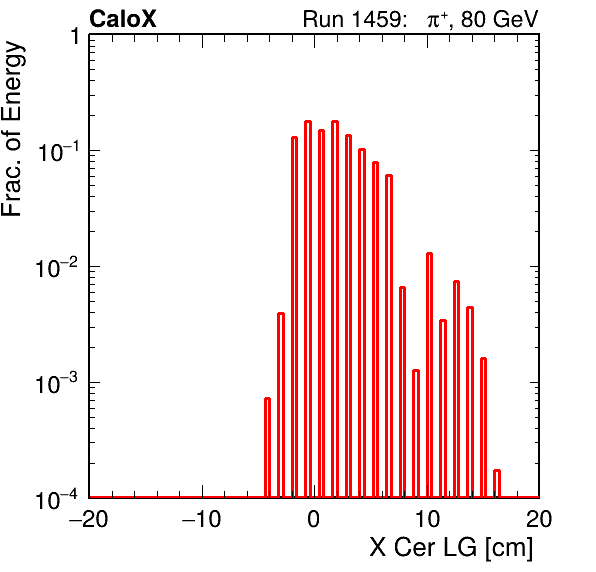 CaloX Run 1459: π⁺, 80 GeV
Frac. of Energy
1
10⁻¹
10⁻²
10⁻³
10⁻⁴
−20 −10 0 10 20
X Cer LG [cm]